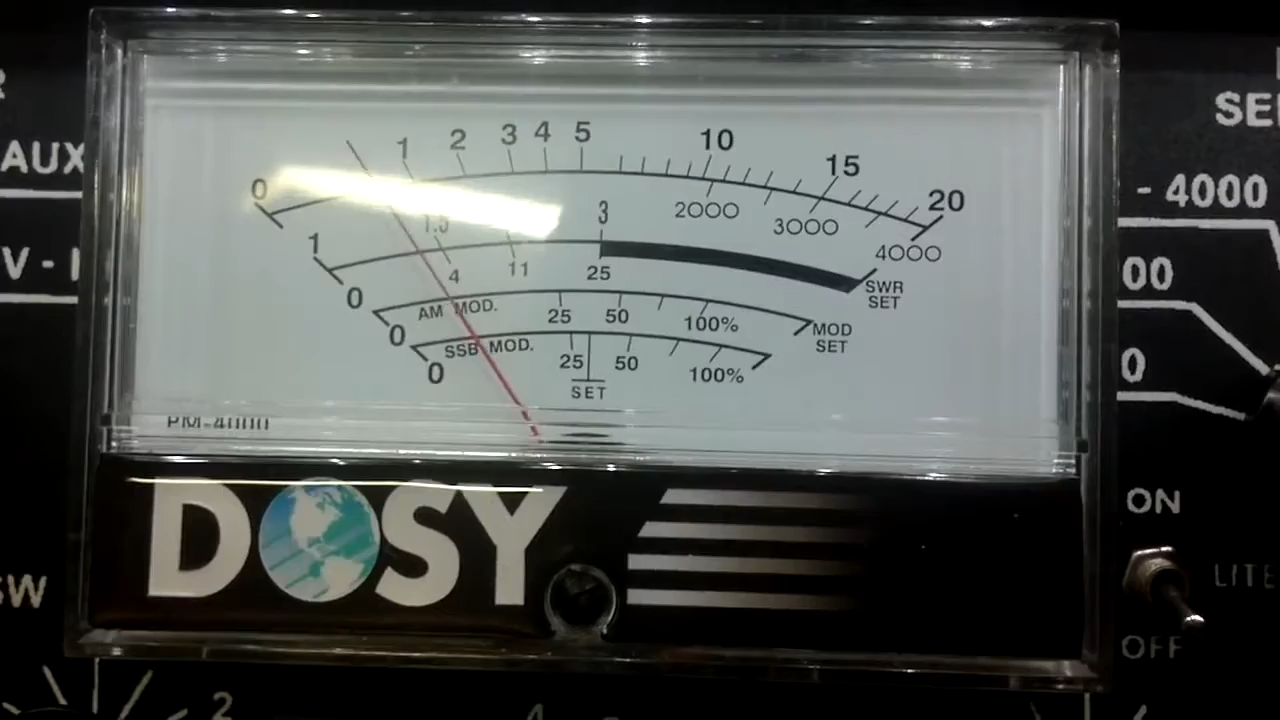 0 1 2 3 4 5 10 15 20
1 1.5 3 2000 3000 4000
4 11 25 SWR SET
0 AM MOD. 25 50 100% MOD SET
0 SSB MOD. 25 50 100%
0 SET
PM-4000
DOSY
AUX
SW
- 4000
00
0
ON
LITE
OFF
2
4